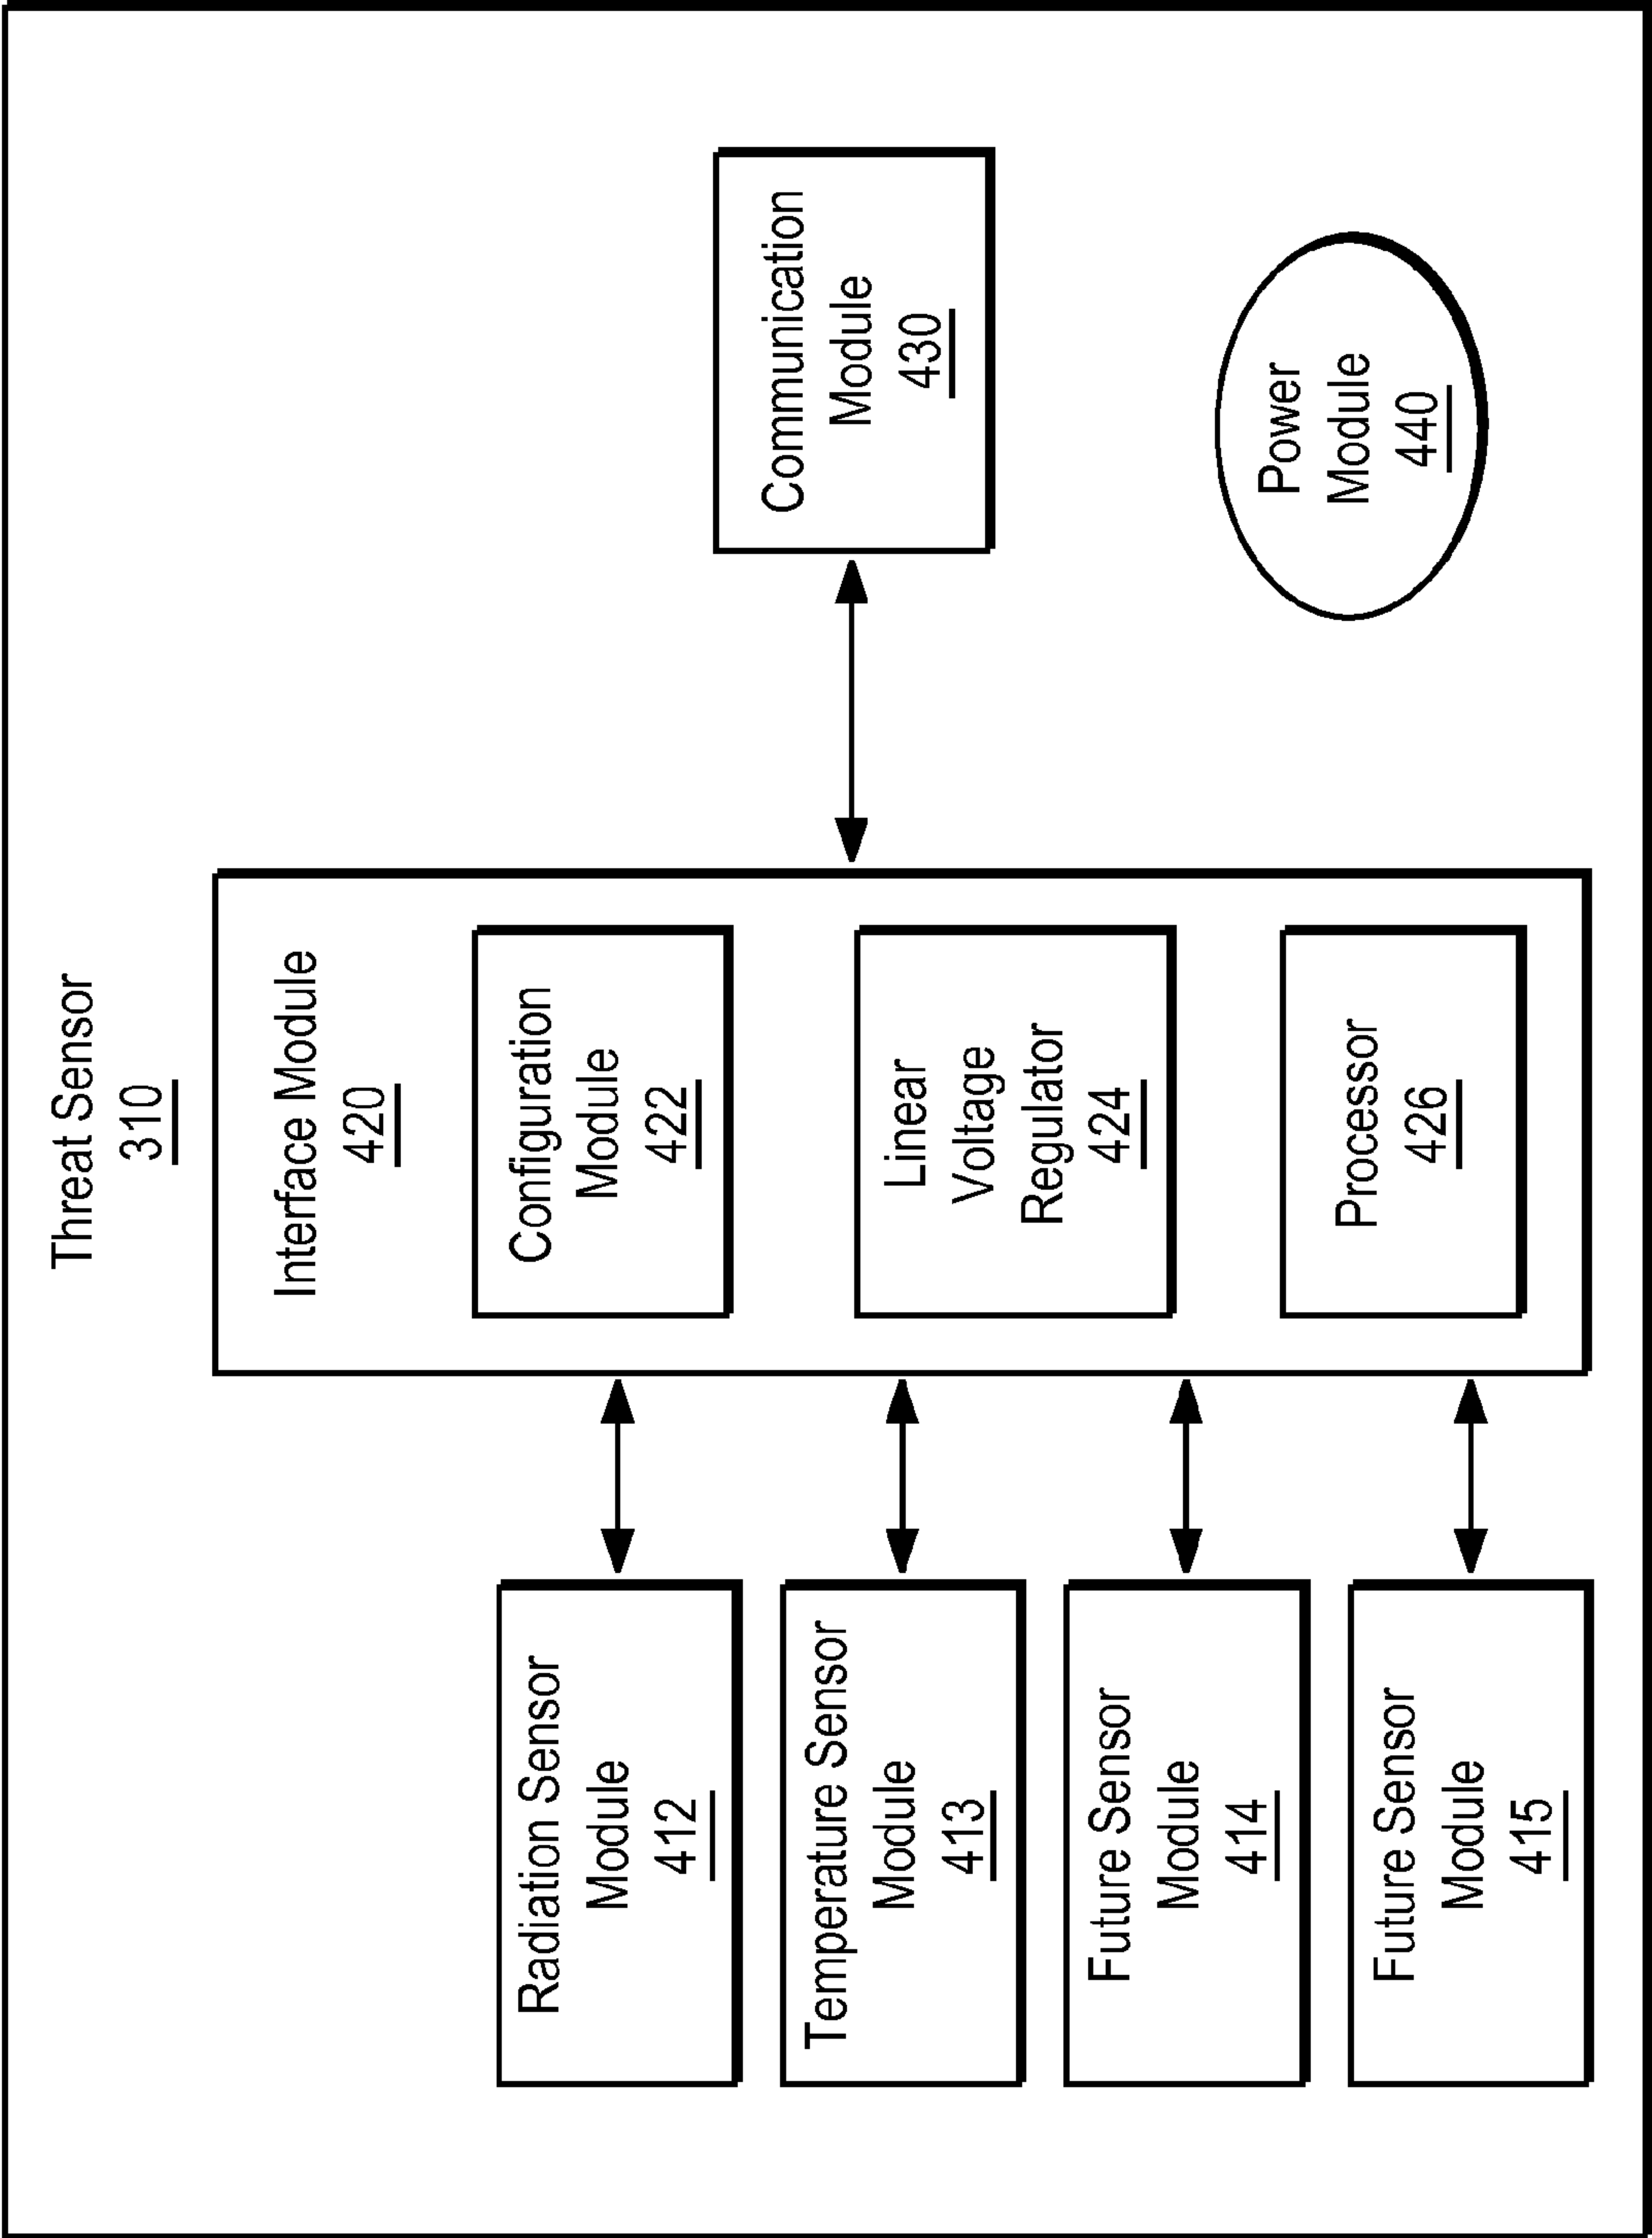 Threat Sensor
310
Radiation Sensor
Module
412
Temperature Sensor
Module
413
Future Sensor
Module
414
Future Sensor
Module
415
Interface Module
420
Configuration
Module
422
Linear
Voltage
Regulator
424
Processor
426
Communication
Module
430
Power
Module
440